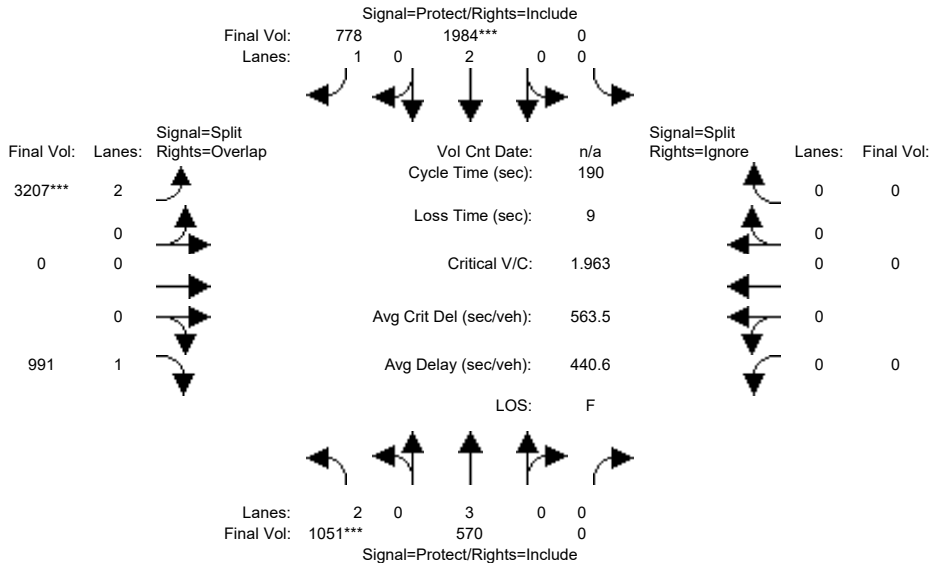 Signal=Protect/Rights=Include
Final Vol: 778 1984*** 0
Lanes: 1 0 2 0 0
Signal=Split Signal=Split
Final Vol: Lanes: Rights=Overlap Vol Cnt Date: n/a Rights=Ignore Lanes: Final Vol:
Cycle Time (sec): 190
3207*** 2 0 0
Loss Time (sec): 9
0 0
0 0 Critical V/C: 1.963 0 0
0 Avg Crit Del (sec/veh): 563.5 0
991 1 Avg Delay (sec/veh): 440.6 0 0
LOS: F
Lanes: 2 0 3 0 0
Final Vol: 1051*** 570 0
Signal=Protect/Rights=Include